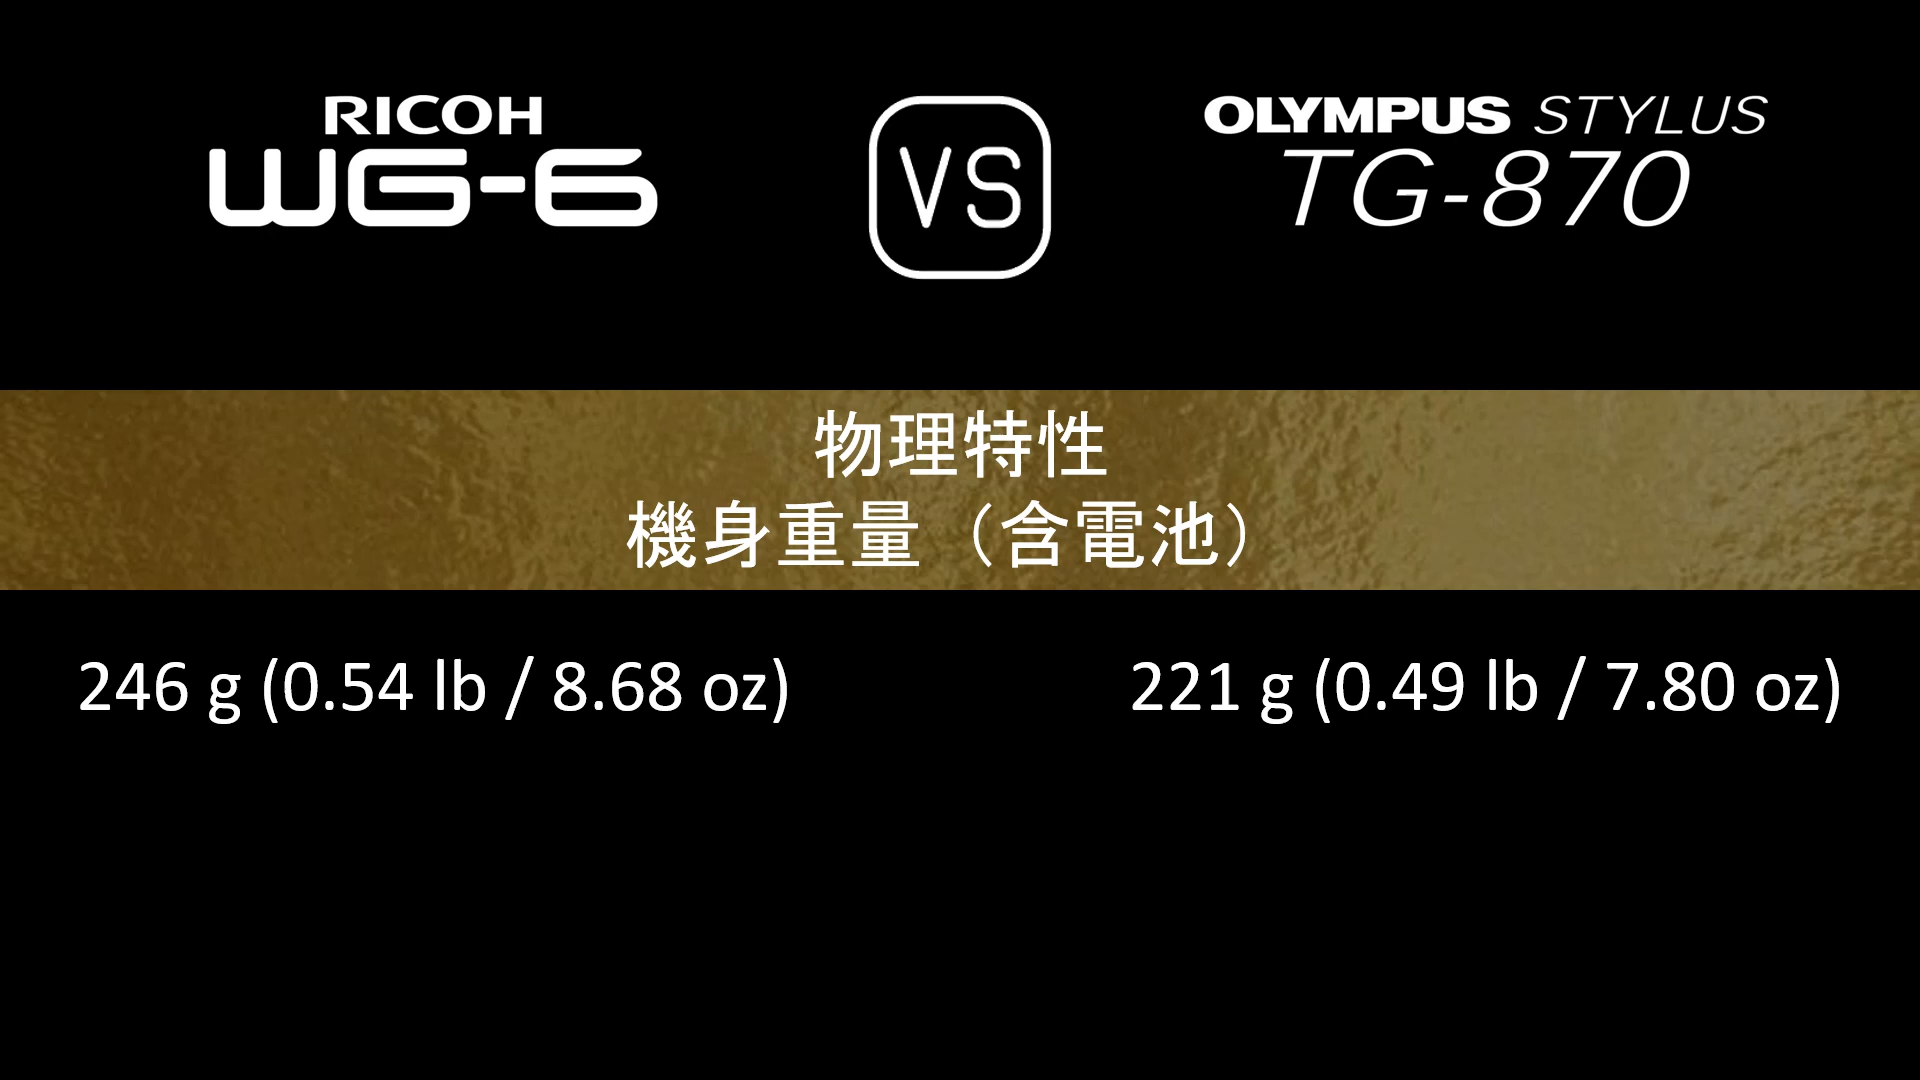 RICOH
WG-6
VS
OLYMPUS STYLUS
TG-870
物理特性
機身重量（含電池）
246 g (0.54 lb / 8.68 oz)
221 g (0.49 lb / 7.80 oz)